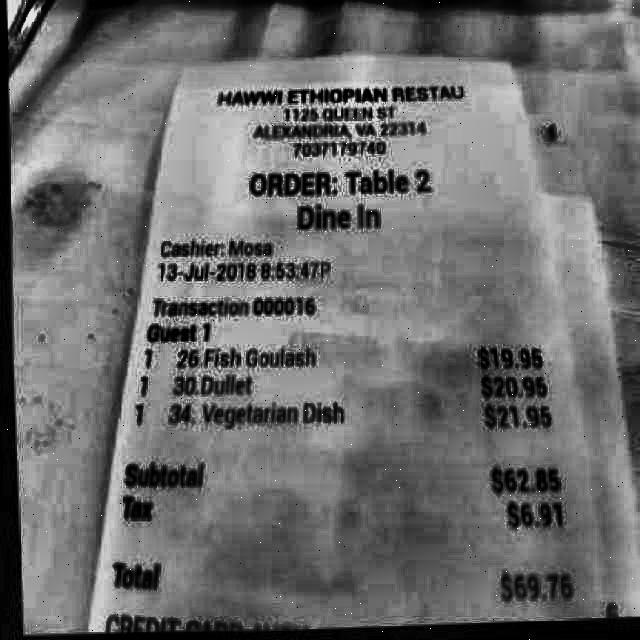 HAWWI ETHIOPIAN RESTAU
1125 QUEEN ST
ALEXANDRIA, VA 22314
7037179740
ORDER: Table 2
Dine In
Cashier: Mosa
13-Jul-2018 8:53:47P
Transaction 000016
Guest 1
1 26.Fish Goulash $19.95
1 30.Dullet $20.95
1 34. Vegetarian Dish $21.95
Subtotal $62.85
Tax $6.91
Total $69.76
CREDIT CARD